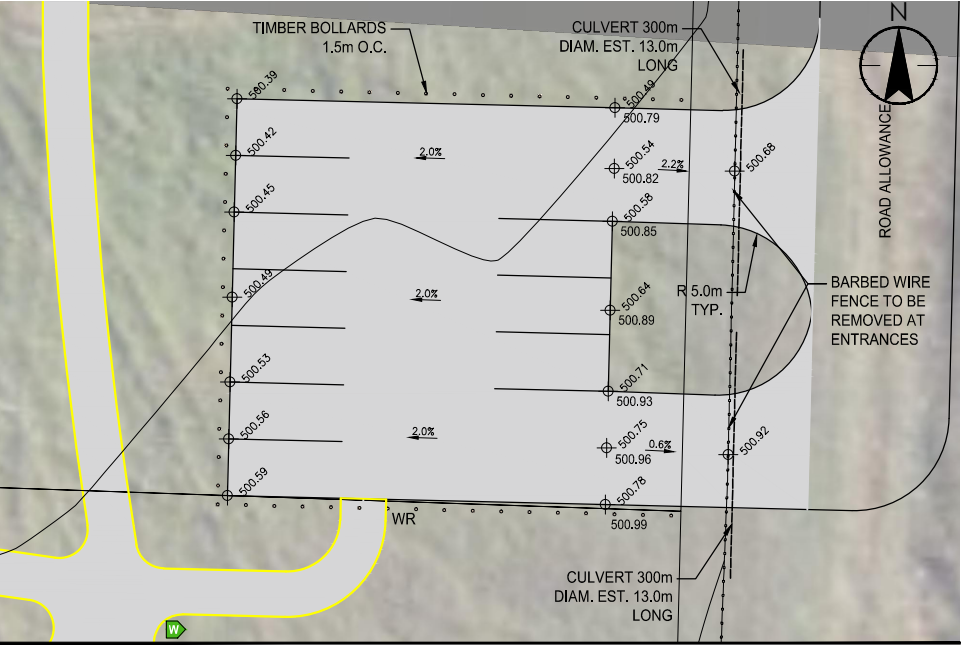 TIMBER BOLLARDS
1.5m O.C.
CULVERT 300m
DIAM. EST. 13.0m
LONG
N
ROAD ALLOWANCE
500.39
500.49
500.79
500.42
2.0%
500.54
500.82
2.2%
500.68
500.45
500.58
500.85
500.49
2.0%
500.64
500.89
R 5.0m
TYP.
BARBED WIRE
FENCE TO BE
REMOVED AT
ENTRANCES
500.53
500.71
500.93
500.56
2.0%
500.75
500.96
0.6%
500.92
500.59
500.78
500.99
WR
CULVERT 300m
DIAM. EST. 13.0m
LONG
W